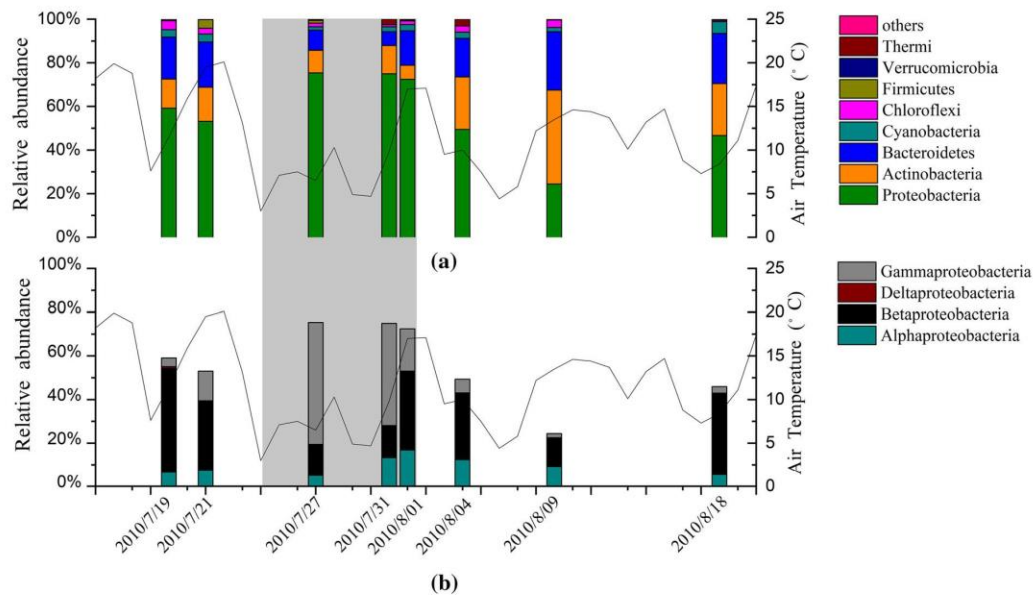 100%
80%
60%
40%
20%
0%
Relative abundance
25
20
15
10
5
0
Air Temperature (° C)
others
Thermi
Verrucomicrobia
Firmicutes
Chloroflexi
Cyanobacteria
Bacteroidetes
Actinobacteria
Proteobacteria
(a)
100%
80%
60%
40%
20%
0%
Relative abundance
25
20
15
10
5
0
Air Temperature (° C)
Gammaproteobacteria
Deltaproteobacteria
Betaproteobacteria
Alphaproteobacteria
2010/7/19
2010/7/21
2010/7/27
2010/7/31
2010/8/01
2010/8/04
2010/8/09
2010/8/18
(b)